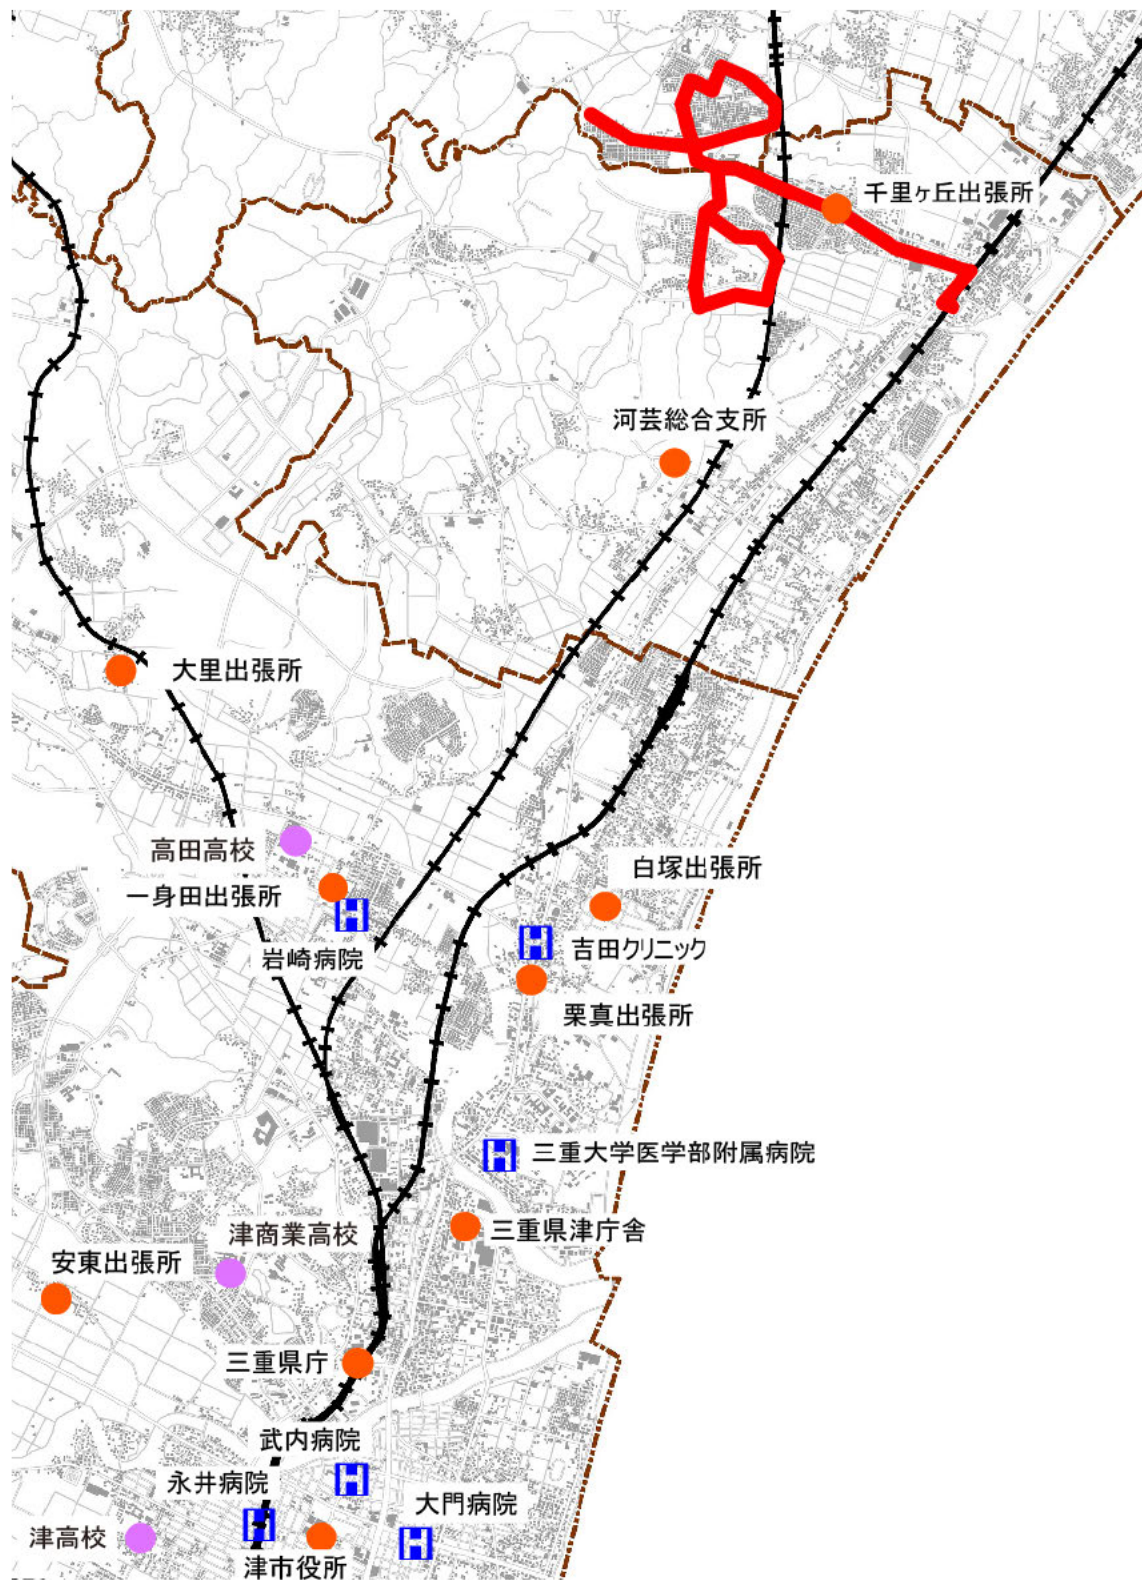 千里ヶ丘出張所
河芸総合支所
大里出張所
高田高校
一身田出張所
白塚出張所
岩崎病院
吉田クリニック
栗真出張所
三重大学医学部附属病院
津商業高校
三重県津庁舎
安東出張所
三重県庁
武内病院
永井病院
大門病院
津高校
津市役所